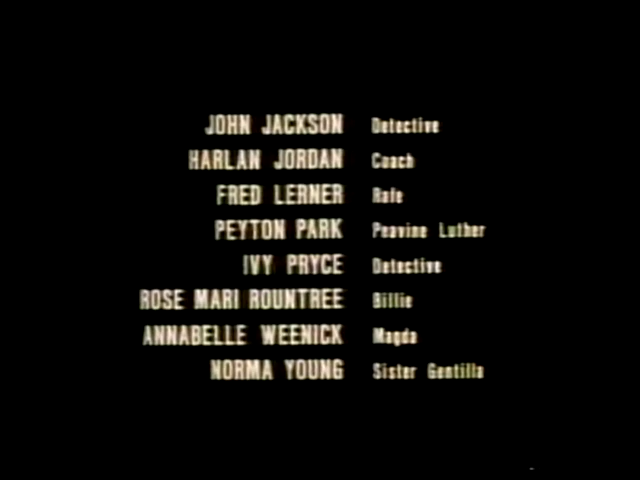 JOHN JACKSON Detective
HARLAN JORDAN Coach
FRED LERNER Rafe
PEYTON PARK Peavine Luther
IVY PRYCE Detective
ROSE MARI ROUNTREE Billie
ANNABELLE WEENICK Magda
NORMA YOUNG Sister Gentilla